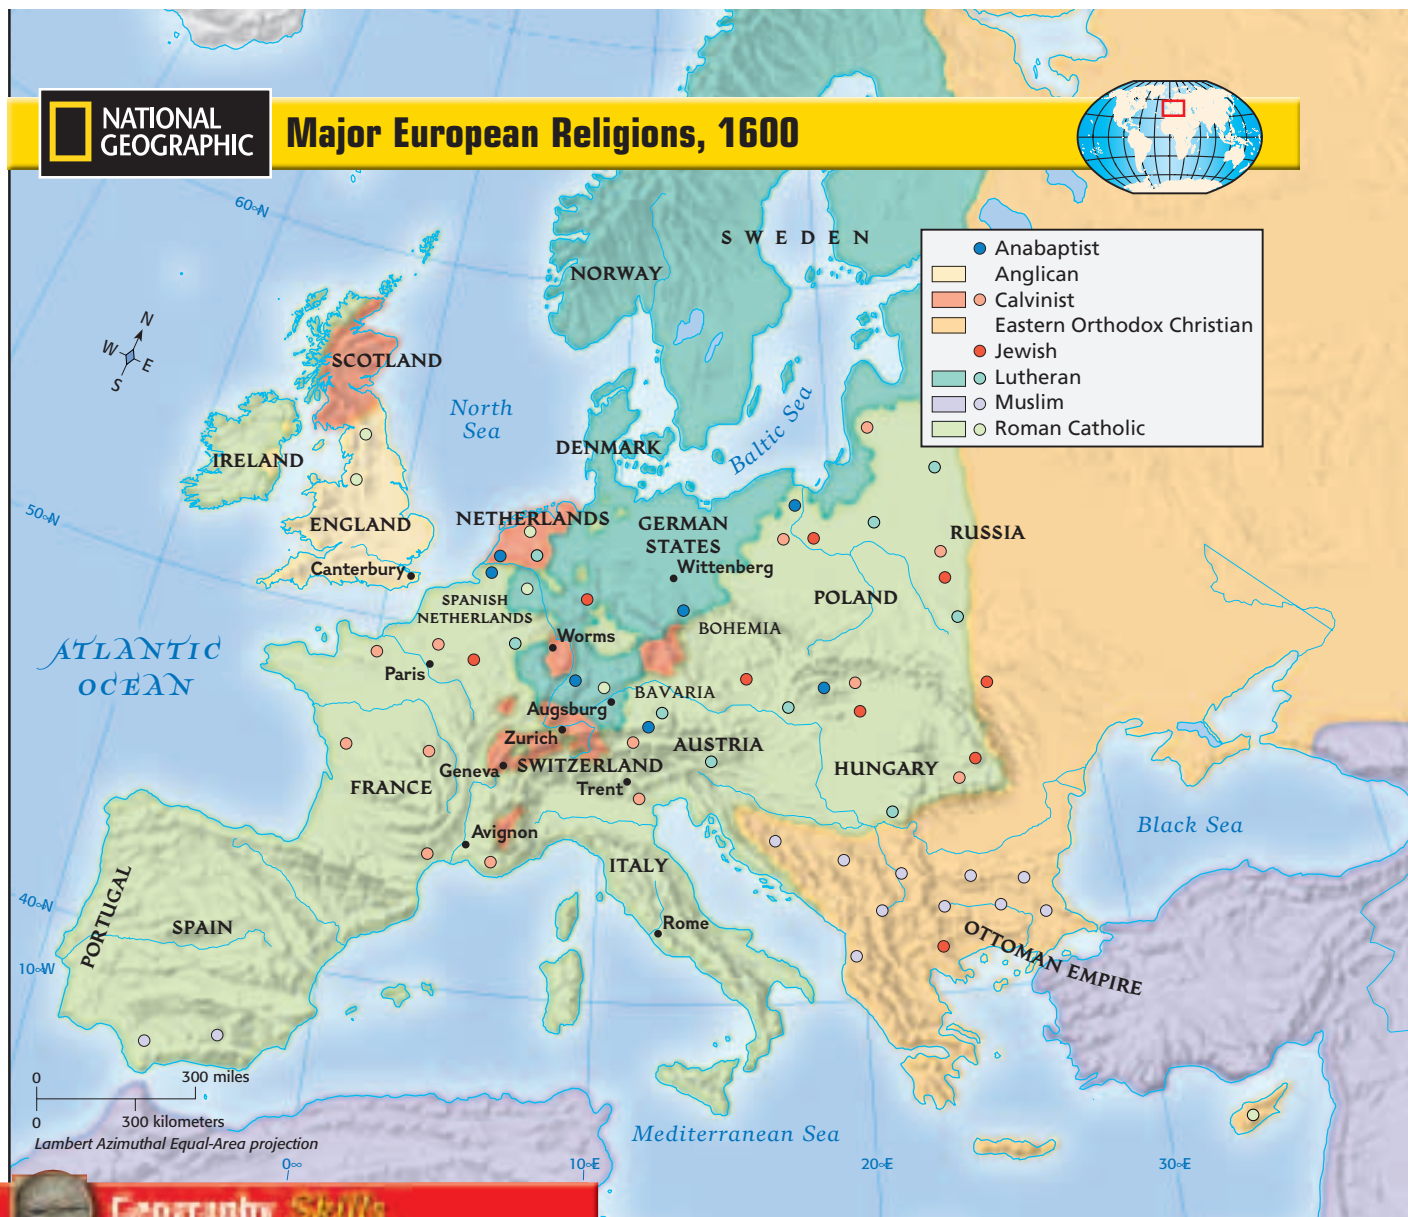 NATIONAL
GEOGRAPHIC
Major European Religions, 1600
60°N
SWEDEN
NORWAY
Anabaptist
Anglican
Calvinist
Eastern Orthodox Christian
Jewish
Lutheran
Muslim
Roman Catholic
N
W
E
S
SCOTLAND
North
Sea
Baltic Sea
DENMARK
IRELAND
50°N
ENGLAND
NETHERLANDS
GERMAN
STATES
RUSSIA
Canterbury
Wittenberg
POLAND
SPANISH
NETHERLANDS
BOHEMIA
Worms
ATLANTIC
OCEAN
Paris
BAVARIA
Augsburg
Zurich
AUSTRIA
Geneva
SWITZERLAND
HUNGARY
FRANCE
Trent
Black Sea
Avignon
ITALY
PORTUGAL
40°N
SPAIN
Rome
OTTOMAN EMPIRE
10°W
0
300 miles
0
300 kilometers
Lambert Azimuthal Equal-Area projection
Mediterranean Sea
0°
10°E
20°E
30°E
Geography Skills